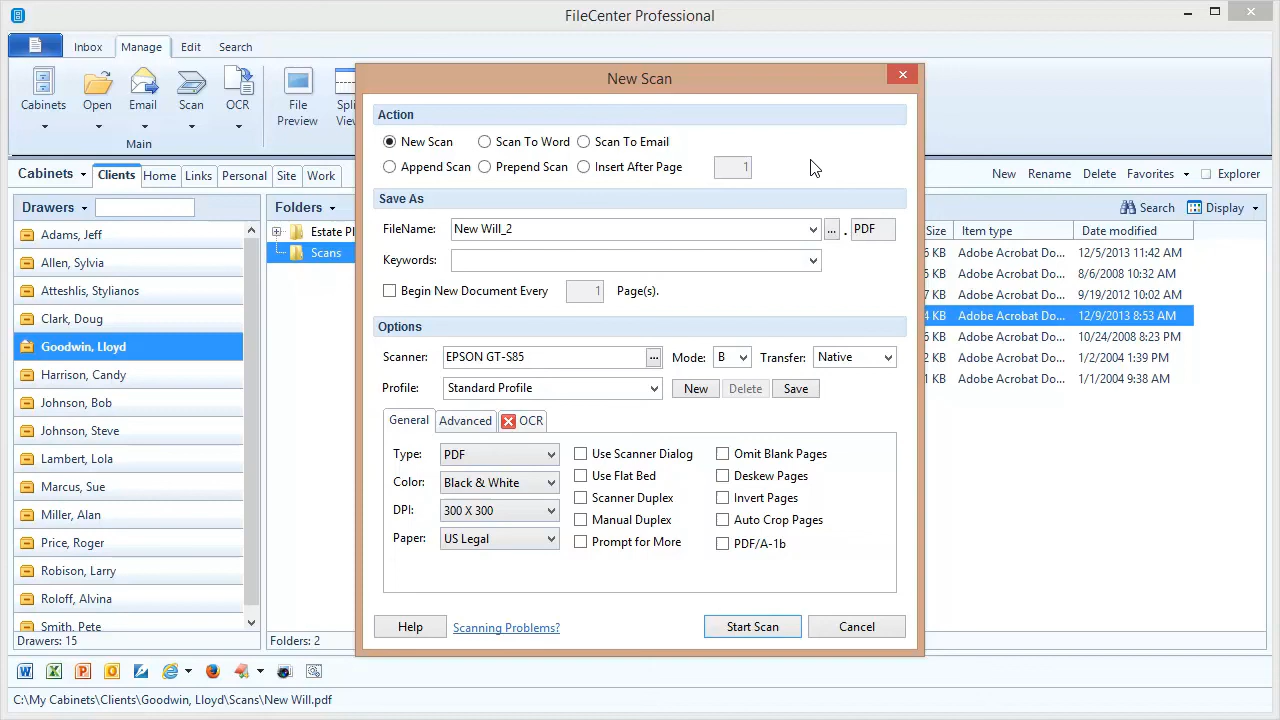 FileCenter Professional
Inbox Manage Edit Search
Cabinets Open Email Scan OCR File Preview
Main
Cabinets Clients Home Links Personal Site Work New Rename Delete Favorites Explorer
Drawers Folders Search Display
Size Item type Date modified
Adams, Jeff
Allen, Sylvia
Atteshlis, Stylianos
Clark, Doug
Goodwin, Lloyd
Harrison, Candy
Johnson, Bob
Johnson, Steve
Lambert, Lola
Marcus, Sue
Miller, Alan
Price, Roger
Robison, Larry
Roloff, Alvina
Smith, Pete
Drawers: 15
Scans
Folders: 2
New Scan
Action
New Scan Scan To Word Scan To Email
Append Scan Prepend Scan Insert After Page 1
Save As
FileName: New Will_2 ... . PDF
Keywords:
Begin New Document Every 1 Page(s).
Options
Scanner: EPSON GT-S85 ... Mode: B Transfer: Native
Profile: Standard Profile New Delete Save
General Advanced OCR
Type: PDF Use Scanner Dialog Omit Blank Pages
Color: Black & White Use Flat Bed Deskew Pages
Scanner Duplex Invert Pages
DPI: 300 X 300 Manual Duplex Auto Crop Pages
Paper: US Legal Prompt for More PDF/A-1b
Help Scanning Problems? Start Scan Cancel
KB Adobe Acrobat Do... 12/5/2013 11:42 AM
KB Adobe Acrobat Do... 8/6/2008 10:32 AM
KB Adobe Acrobat Do... 9/19/2012 10:02 AM
KB Adobe Acrobat Do... 12/9/2013 8:53 AM
KB Adobe Acrobat Do... 10/24/2008 8:23 PM
KB Adobe Acrobat Do... 1/2/2004 1:39 PM
KB Adobe Acrobat Do... 1/1/2004 9:38 AM
C:\My Cabinets\Clients\Goodwin, Lloyd\Scans\New Will.pdf